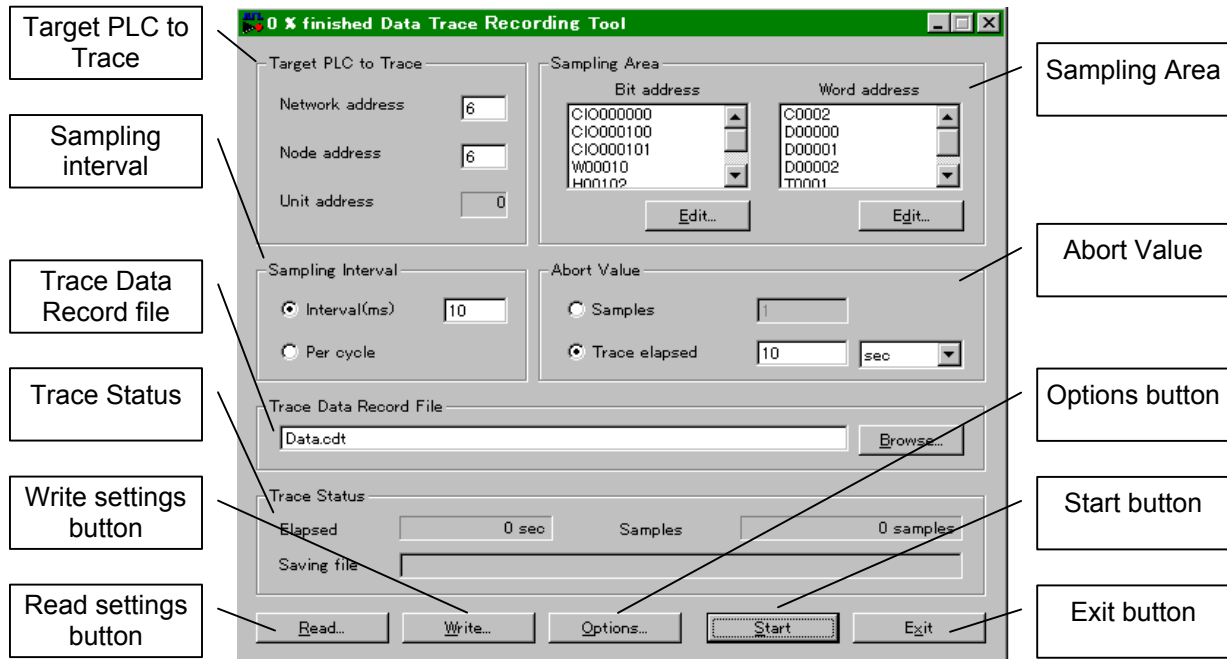 Target PLC to
Trace
Sampling
interval
Trace Data
Record file
Trace Status
Write settings
button
Read settings
button
0 % finished Data Trace Recording Tool
Target PLC to Trace
Network address 6
Node address 6
Unit address 0
Sampling Area
Bit address
CIO000000
CIO000100
CIO000101
W00010
H00102
Edit...
Word address
C0002
D00000
D00001
D00002
T0001
Edit...
Sampling Interval
Interval(ms) 10
Per cycle
Abort Value
Samples 1
Trace elapsed 10 sec
Trace Data Record File
Data.cdt Browse...
Trace Status
Elapsed 0 sec Samples 0 samples
Saving file
Read... Write... Options... Start Exit
Sampling Area
Abort Value
Options button
Start button
Exit button